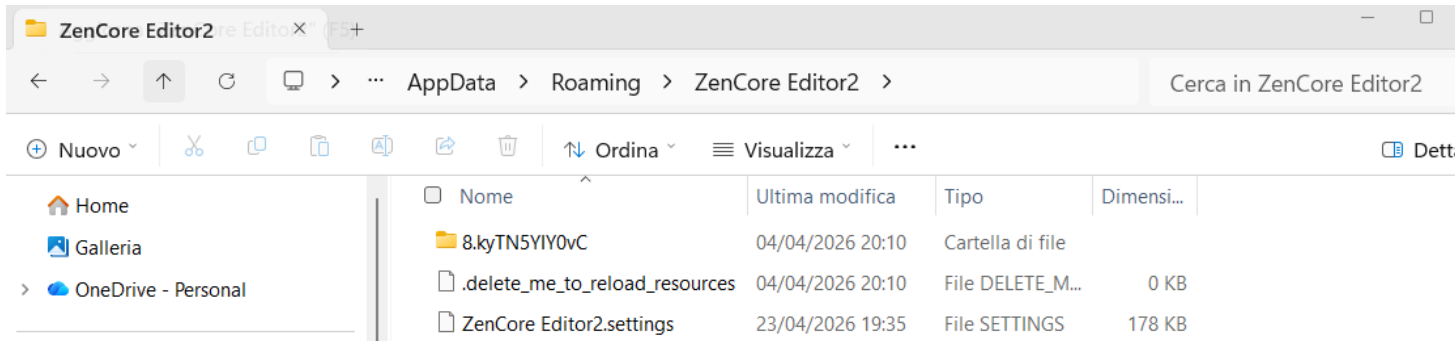 ZenCore Editor2
AppData > Roaming > ZenCore Editor2 >
Cerca in ZenCore Editor2
Nuovo
Ordina
Visualizza
Nome
Ultima modifica
Tipo
Dimensi...
Home
Galleria
OneDrive - Personal
8.kyTN5YIY0vC 04/04/2026 20:10 Cartella di file
.delete_me_to_reload_resources 04/04/2026 20:10 File DELETE_M... 0 KB
ZenCore Editor2.settings 23/04/2026 19:35 File SETTINGS 178 KB